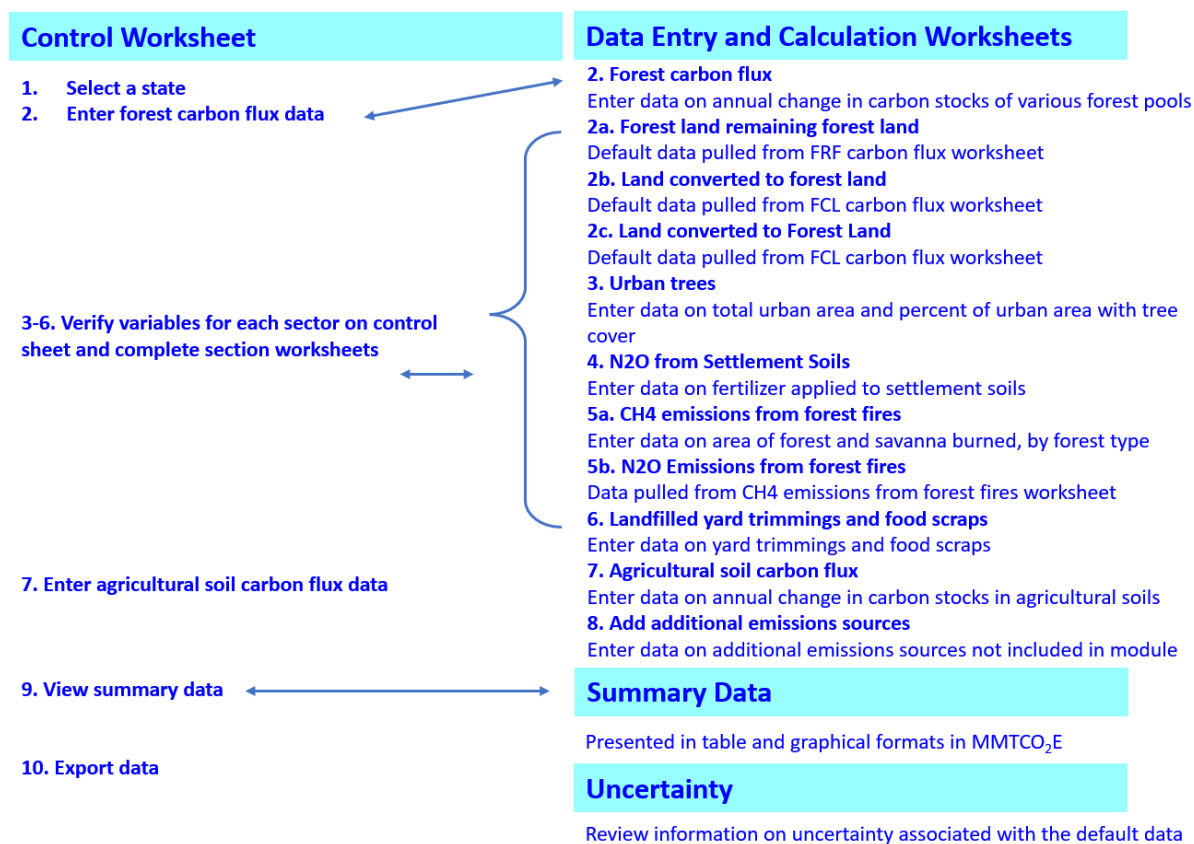 Control Worksheet
1. Select a state
2. Enter forest carbon flux data
3-6. Verify variables for each sector on control
sheet and complete section worksheets
7. Enter agricultural soil carbon flux data
9. View summary data
10. Export data
Data Entry and Calculation Worksheets
2. Forest carbon flux
Enter data on annual change in carbon stocks of various forest pools
2a. Forest land remaining forest land
Default data pulled from FRF carbon flux worksheet
2b. Land converted to forest land
Default data pulled from FCL carbon flux worksheet
2c. Land converted to Forest Land
Default data pulled from FCL carbon flux worksheet
3. Urban trees
Enter data on total urban area and percent of urban area with tree
cover
4. N2O from Settlement Soils
Enter data on fertilizer applied to settlement soils
5a. CH4 emissions from forest fires
Enter data on area of forest and savanna burned, by forest type
5b. N2O Emissions from forest fires
Data pulled from CH4 emissions from forest fires worksheet
6. Landfilled yard trimmings and food scraps
Enter data on yard trimmings and food scraps
7. Agricultural soil carbon flux
Enter data on annual change in carbon stocks in agricultural soils
8. Add additional emissions sources
Enter data on additional emissions sources not included in module
Summary Data
Presented in table and graphical formats in MMTCO₂E
Uncertainty
Review information on uncertainty associated with the default data